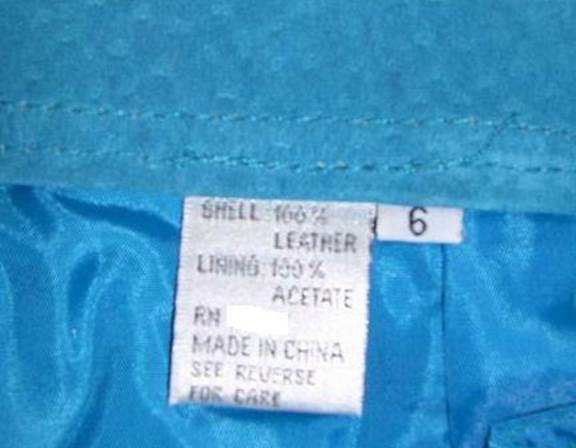 SHELL 100%
LEATHER
LINING 100%
ACETATE
RN
MADE IN CHINA
SEE REVERSE
FOR CARE
6